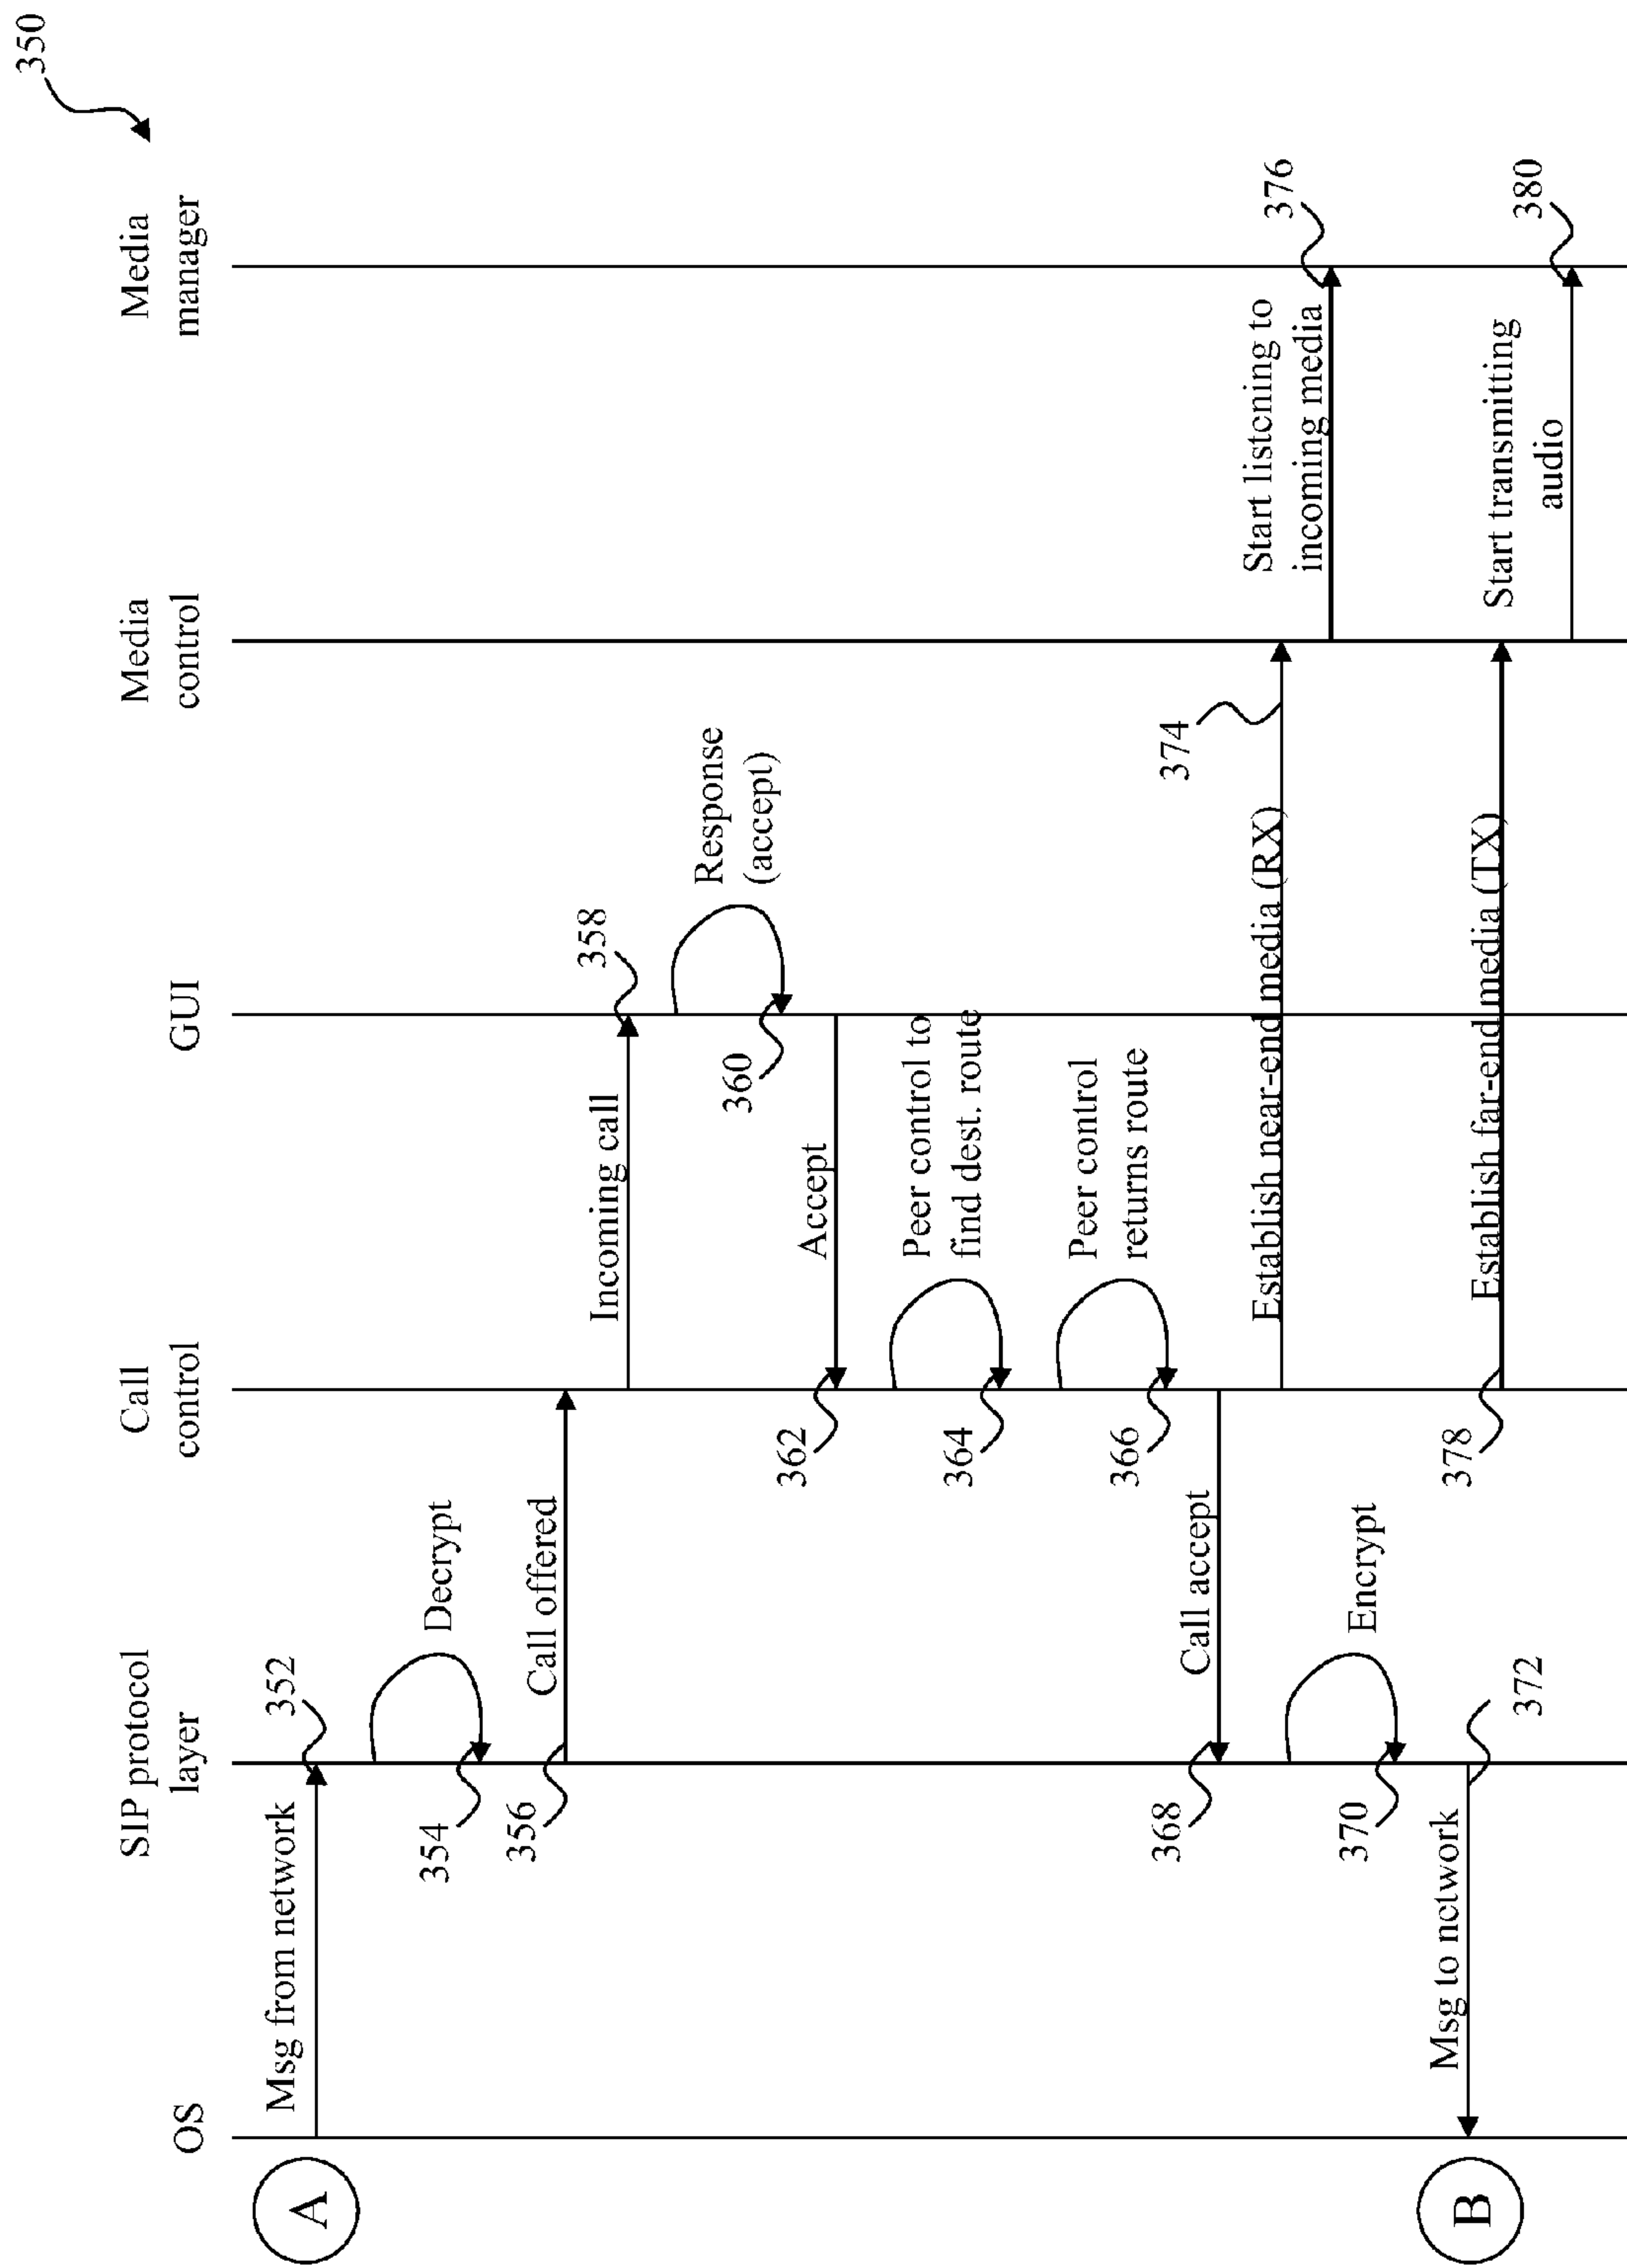 350
OS
SIP protocol
layer
Call
control
GUI
Media
control
Media
manager
A
Msg from network
352
Decrypt
354
Call offered
356
Incoming call
358
Response
(accept)
360
Accept
362
Peer control to
find dest. route
364
Peer control
returns route
366
Call accept
368
Establish near-end media (RX)
374
Start listening to
incoming media
376
Encrypt
370
B
Msg to network
372
Establish far-end media (TX)
378
Start transmitting
audio
380